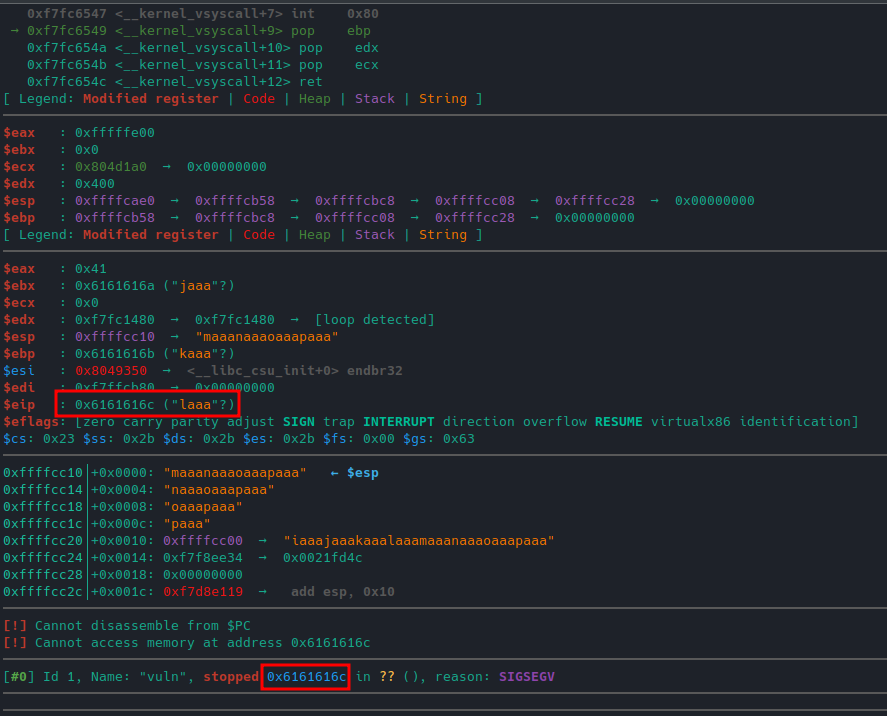 0xf7fc6547 <__kernel_vsyscall+7> int 0x80
→ 0xf7fc6549 <__kernel_vsyscall+9> pop ebp
0xf7fc654a <__kernel_vsyscall+10> pop edx
0xf7fc654b <__kernel_vsyscall+11> pop ecx
0xf7fc654c <__kernel_vsyscall+12> ret
[ Legend: Modified register | Code | Heap | Stack | String ]
$eax : 0xfffffe00
$ebx : 0x0
$ecx : 0x804d1a0 → 0x00000000
$edx : 0x400
$esp : 0xffffcae0 → 0xffffcb58 → 0xffffcbc8 → 0xffffcc08 → 0xffffcc28 → 0x00000000
$ebp : 0xffffcb58 → 0xffffcbc8 → 0xffffcc08 → 0xffffcc28 → 0x00000000
[ Legend: Modified register | Code | Heap | Stack | String ]
$eax : 0x41
$ebx : 0x6161616a ("jaaa"?)
$ecx : 0x0
$edx : 0xf7fc1480 → 0xf7fc1480 → [loop detected]
$esp : 0xffffcc10 → "maaanaaaoaaapaaa"
$ebp : 0x6161616b ("kaaa"?)
$esi : 0x8049350 → <__libc_csu_init+0> endbr32
$edi : 0xf7ffcb80 → 0x00000000
$eip : 0x6161616c ("laaa"?)
$eflags: [zero carry parity adjust SIGN trap INTERRUPT direction overflow RESUME virtualx86 identification]
$cs: 0x23 $ss: 0x2b $ds: 0x2b $es: 0x2b $fs: 0x00 $gs: 0x63
0xffffcc10│+0x0000: "maaanaaaoaaapaaa" ← $esp
0xffffcc14│+0x0004: "naaaoaaapaaa"
0xffffcc18│+0x0008: "oaaapaaa"
0xffffcc1c│+0x000c: "paaa"
0xffffcc20│+0x0010: 0xffffcc00 → "iaaajaaakaaalaaamaaanaaaoaaapaaa"
0xffffcc24│+0x0014: 0xf7f8ee34 → 0x0021fd4c
0xffffcc28│+0x0018: 0x00000000
0xffffcc2c│+0x001c: 0xf7d8e119 → add esp, 0x10
[!] Cannot disassemble from $PC
[!] Cannot access memory at address 0x6161616c
[#0] Id 1, Name: "vuln", stopped 0x6161616c in ?? (), reason: SIGSEGV